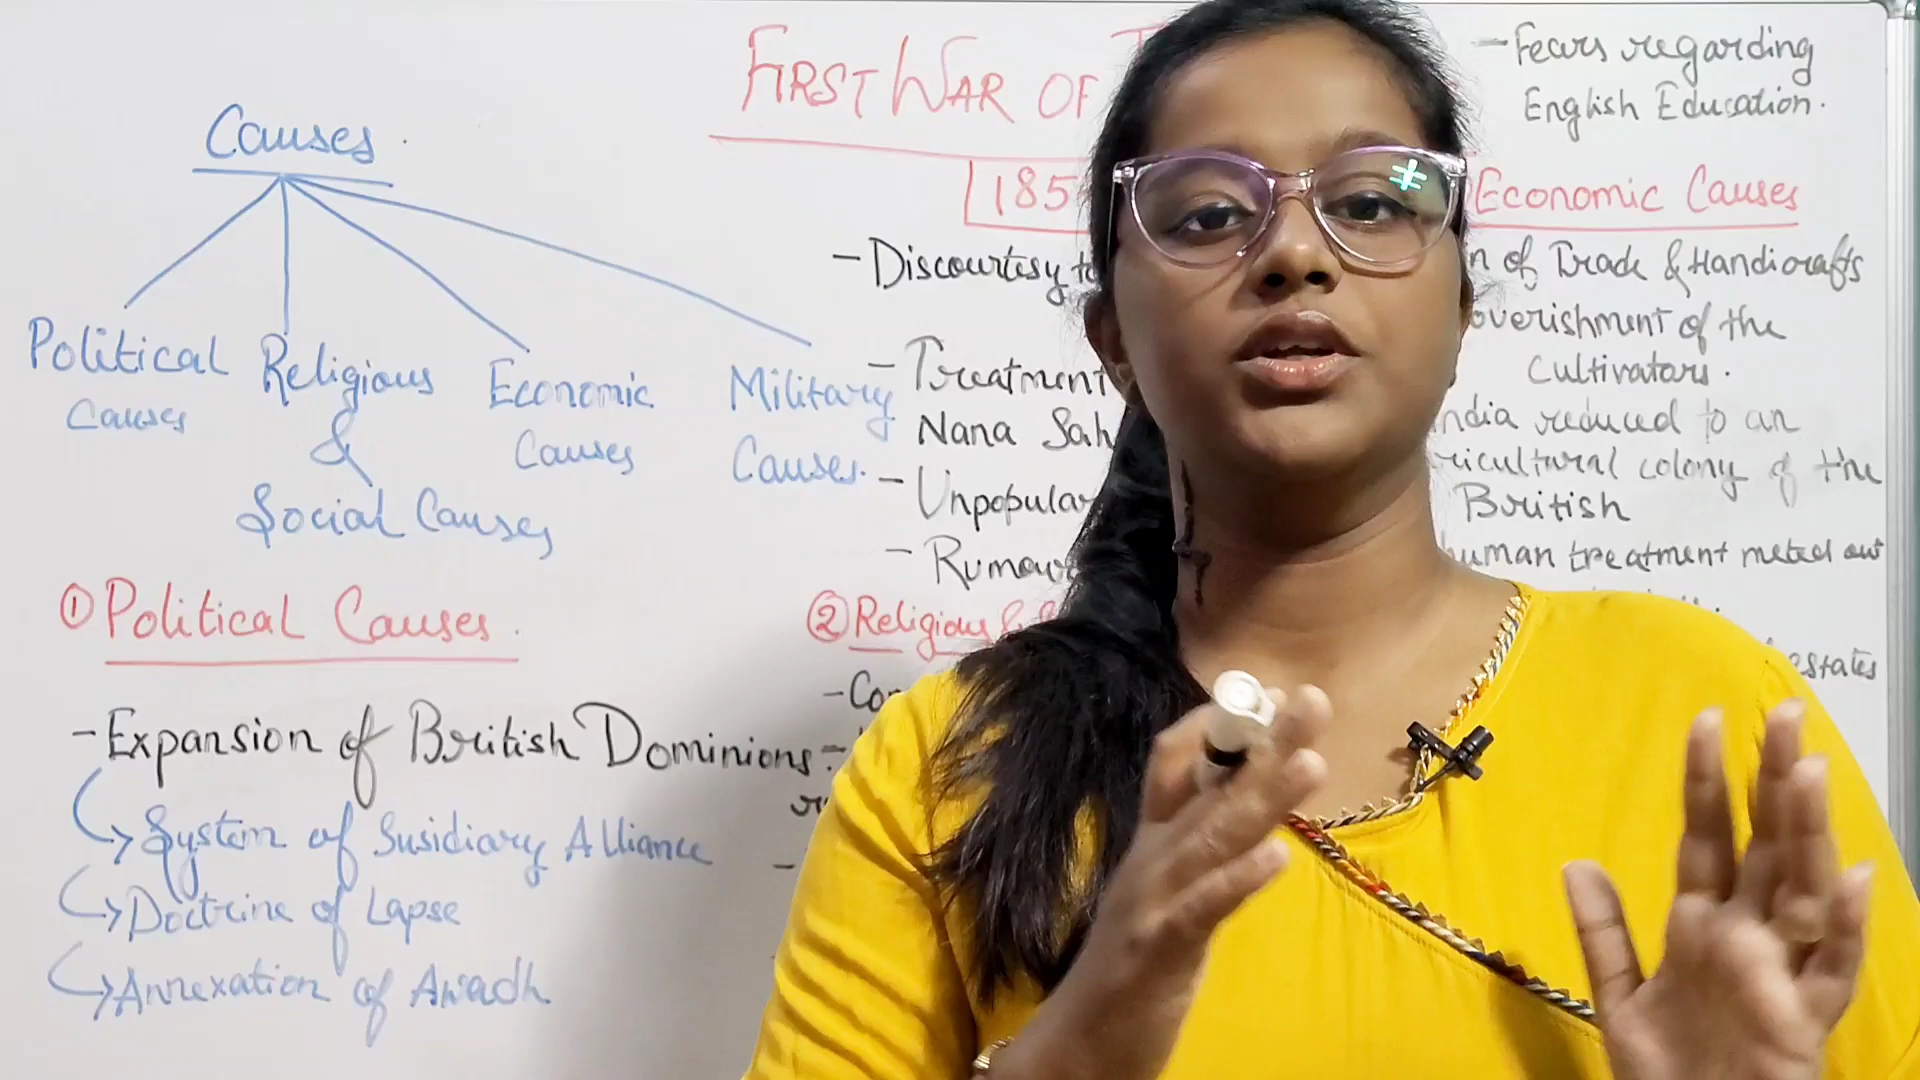 FIRST WAR OF
185
Causes
Political
Causes
Religious
&
Social Causes
Economic
Causes
Military
Causes.
① Political Causes
- Expansion of British Dominions:
System of Susidiary Alliance
Doctrine of Lapse
Annexation of Awadh
- Discourtesy to
- Treatment
Nana Sah
- Unpopular
- Rumour
② Religious &
- Fears regarding
English Education.
Economic Causes
n of Trade & Handicrafts
overishment of the
Cultivators.
ndia reduced to an
ricultural colony of the
British
human treatment meted out
estates